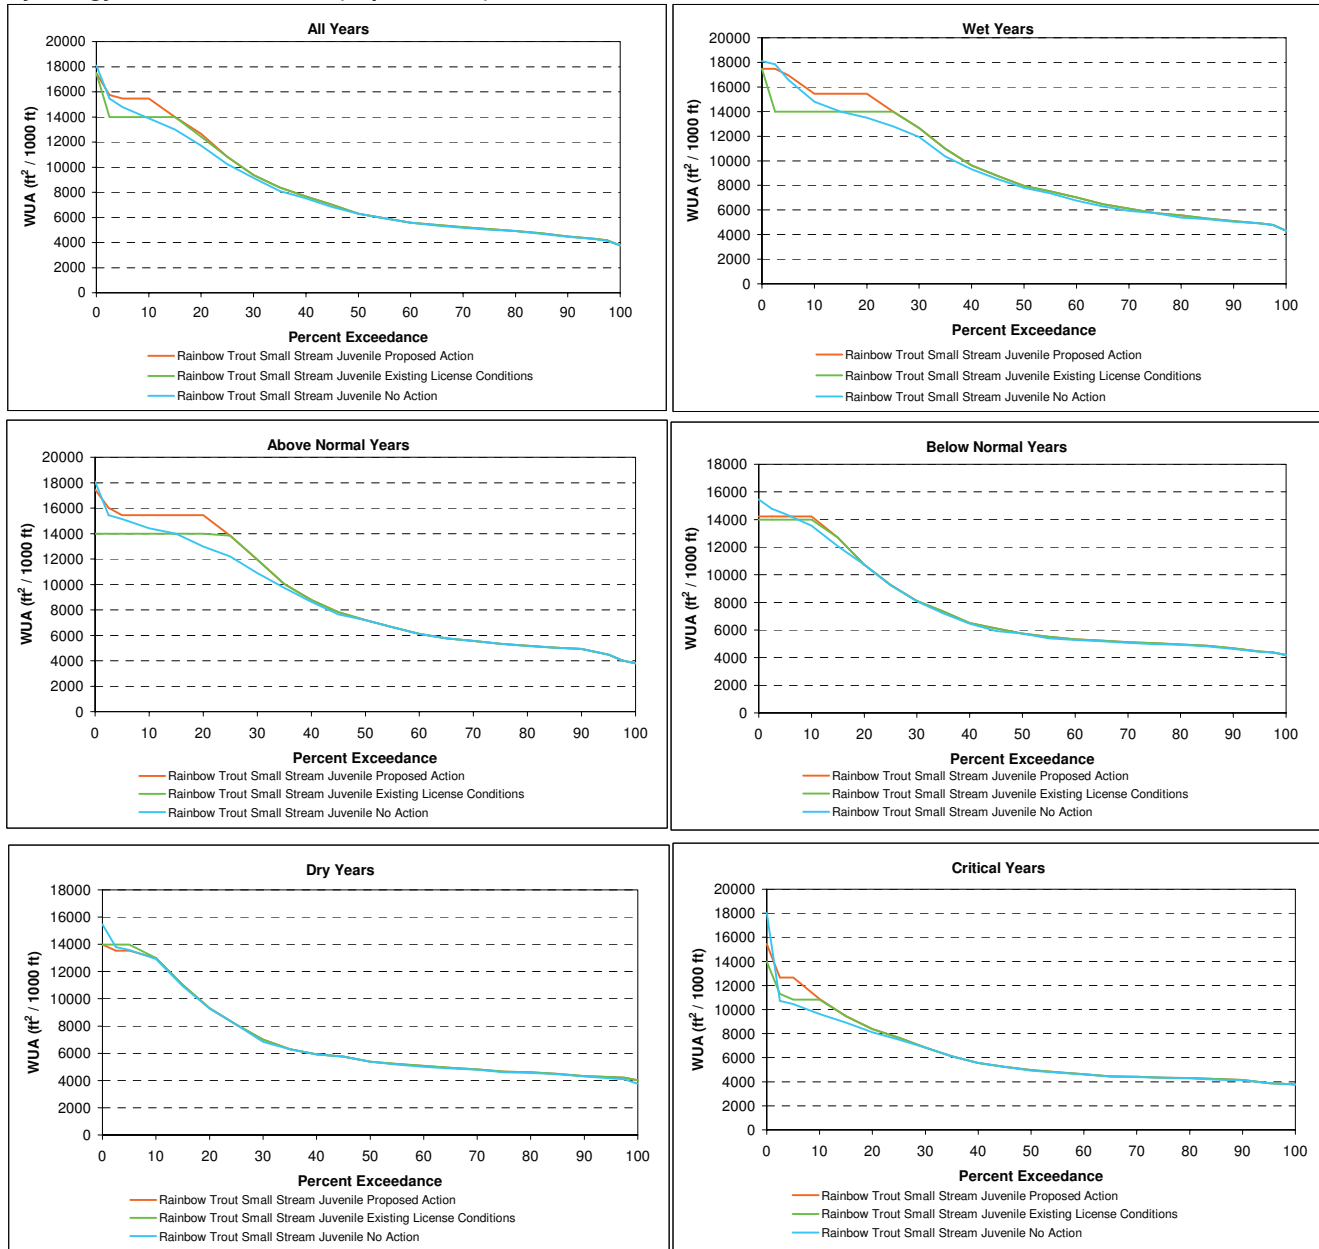 All Years
20000
18000
16000
14000
12000
10000
8000
6000
4000
2000
0
WUA (ft² / 1000 ft)
0 10 20 30 40 50 60 70 80 90 100
Percent Exceedance
Rainbow Trout Small Stream Juvenile Proposed Action
Rainbow Trout Small Stream Juvenile Existing License Conditions
Rainbow Trout Small Stream Juvenile No Action
Wet Years
20000
18000
16000
14000
12000
10000
8000
6000
4000
2000
0
WUA (ft² / 1000 ft)
0 10 20 30 40 50 60 70 80 90 100
Percent Exceedance
Rainbow Trout Small Stream Juvenile Proposed Action
Rainbow Trout Small Stream Juvenile Existing License Conditions
Rainbow Trout Small Stream Juvenile No Action
Above Normal Years
20000
18000
16000
14000
12000
10000
8000
6000
4000
2000
0
WUA (ft² / 1000 ft)
0 10 20 30 40 50 60 70 80 90 100
Percent Exceedance
Rainbow Trout Small Stream Juvenile Proposed Action
Rainbow Trout Small Stream Juvenile Existing License Conditions
Rainbow Trout Small Stream Juvenile No Action
Below Normal Years
18000
16000
14000
12000
10000
8000
6000
4000
2000
0
WUA (ft² / 1000 ft)
0 10 20 30 40 50 60 70 80 90 100
Percent Exceedance
Rainbow Trout Small Stream Juvenile Proposed Action
Rainbow Trout Small Stream Juvenile Existing License Conditions
Rainbow Trout Small Stream Juvenile No Action
Dry Years
18000
16000
14000
12000
10000
8000
6000
4000
2000
0
WUA (ft² / 1000 ft)
0 10 20 30 40 50 60 70 80 90 100
Percent Exceedance
Rainbow Trout Small Stream Juvenile Proposed Action
Rainbow Trout Small Stream Juvenile Existing License Conditions
Rainbow Trout Small Stream Juvenile No Action
Critical Years
20000
18000
16000
14000
12000
10000
8000
6000
4000
2000
0
WUA (ft² / 1000 ft)
0 10 20 30 40 50 60 70 80 90 100
Percent Exceedance
Rainbow Trout Small Stream Juvenile Proposed Action
Rainbow Trout Small Stream Juvenile Existing License Conditions
Rainbow Trout Small Stream Juvenile No Action